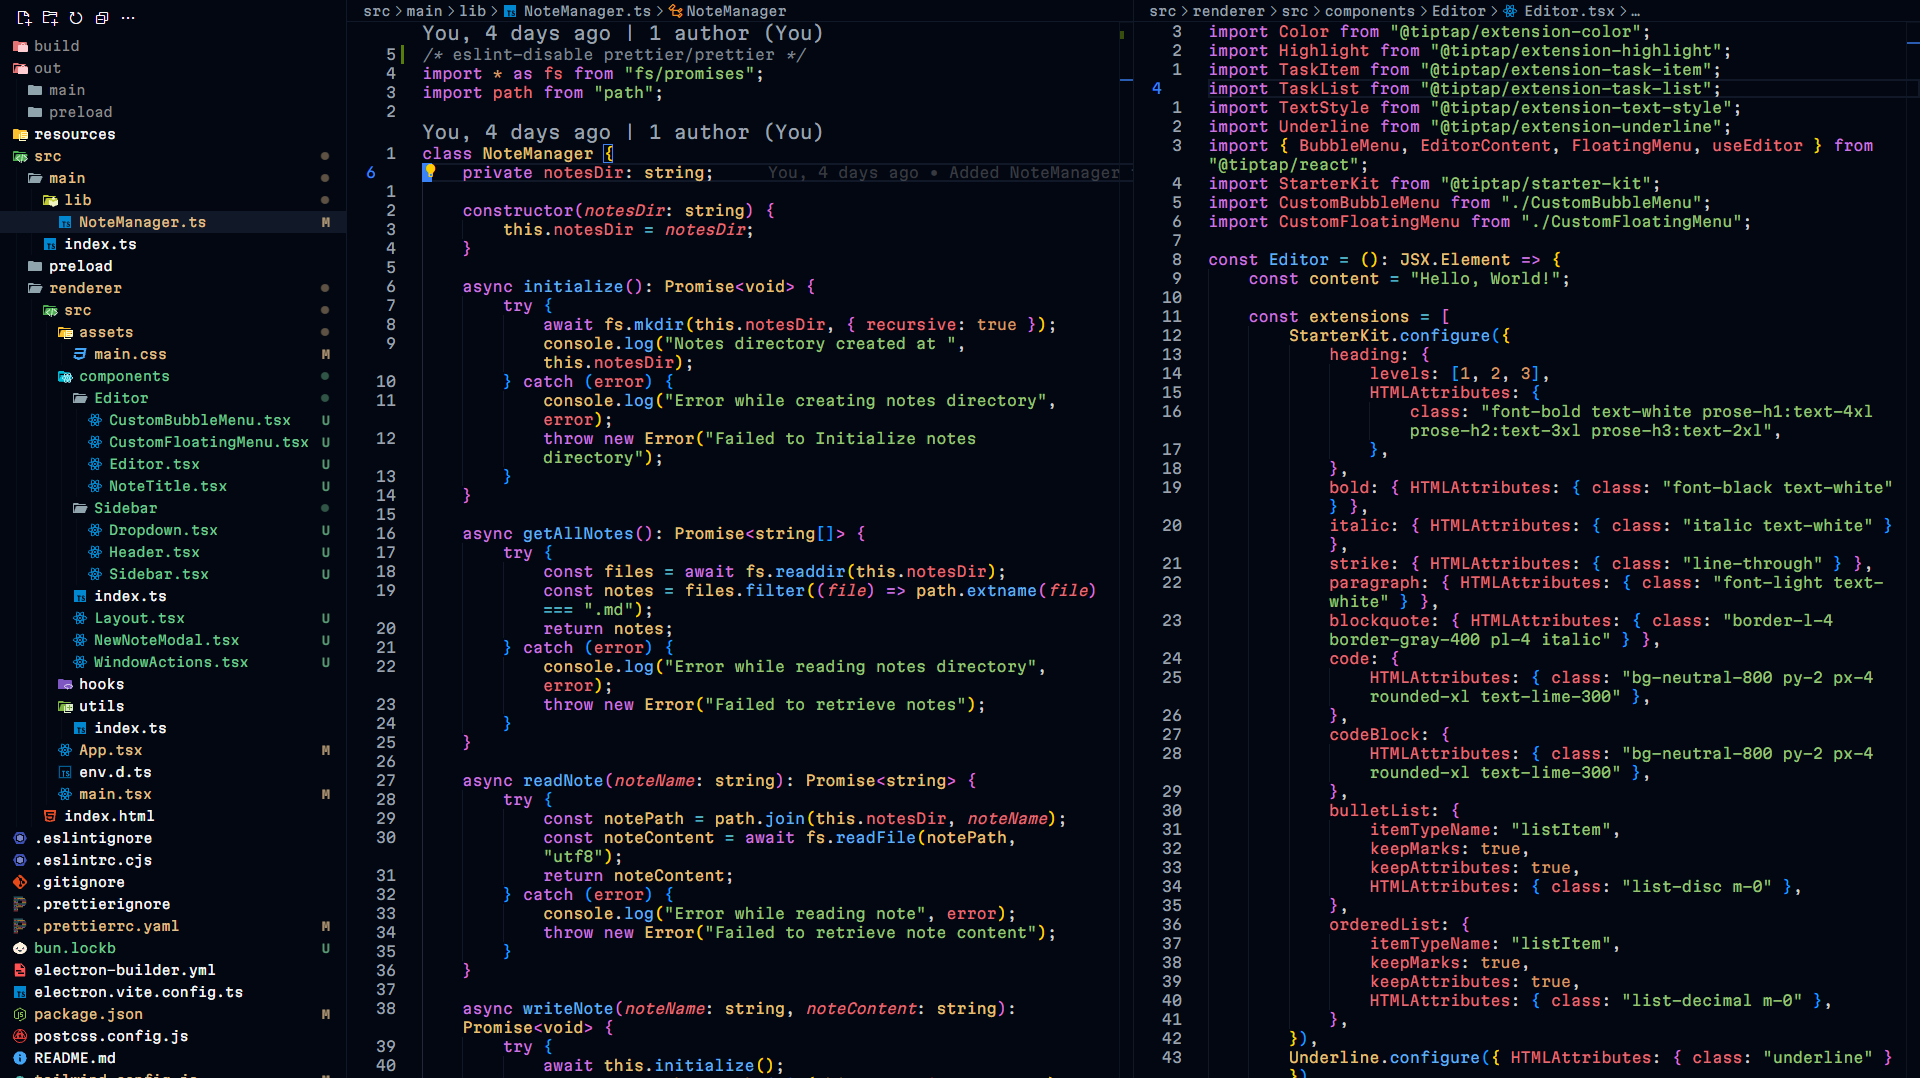 build
out
main
preload
resources
src
main
lib
NoteManager.ts M
index.ts
preload
renderer
src
assets
main.css M
components
Editor
CustomBubbleMenu.tsx U
CustomFloatingMenu.tsx U
Editor.tsx U
NoteTitle.tsx U
Sidebar
Dropdown.tsx U
Header.tsx U
Sidebar.tsx U
index.ts
Layout.tsx U
NewNoteModal.tsx U
WindowActions.tsx U
hooks
utils
index.ts
App.tsx M
env.d.ts
main.tsx M
index.html
.eslintignore
.eslintrc.cjs
.gitignore
.prettierignore
.prettierrc.yaml M
bun.lockb U
electron-builder.yml
electron.vite.config.ts
package.json M
postcss.config.js
README.md
src > main > lib > NoteManager.ts > NoteManager
You, 4 days ago | 1 author (You)
5 /* eslint-disable prettier/prettier */
4 import * as fs from "fs/promises";
3 import path from "path";
2
You, 4 days ago | 1 author (You)
1 class NoteManager {
6 private notesDir: string; You, 4 days ago • Added NoteManager
1
2 constructor(notesDir: string) {
3 this.notesDir = notesDir;
4 }
5
6 async initialize(): Promise<void> {
7 try {
8 await fs.mkdir(this.notesDir, { recursive: true });
9 console.log("Notes directory created at ",
this.notesDir);
10 } catch (error) {
11 console.log("Error while creating notes directory",
error);
12 throw new Error("Failed to Initialize notes
directory");
13 }
14 }
15
16 async getAllNotes(): Promise<string[]> {
17 try {
18 const files = await fs.readdir(this.notesDir);
19 const notes = files.filter((file) => path.extname(file)
=== ".md");
20 return notes;
21 } catch (error) {
22 console.log("Error while reading notes directory",
error);
23 throw new Error("Failed to retrieve notes");
24 }
25 }
26
27 async readNote(noteName: string): Promise<string> {
28 try {
29 const notePath = path.join(this.notesDir, noteName);
30 const noteContent = await fs.readFile(notePath,
"utf8");
31 return noteContent;
32 } catch (error) {
33 console.log("Error while reading note", error);
34 throw new Error("Failed to retrieve note content");
35 }
36 }
37
38 async writeNote(noteName: string, noteContent: string):
Promise<void> {
39 try {
40 await this.initialize();
src > renderer > src > components > Editor > Editor.tsx > ...
3 import Color from "@tiptap/extension-color";
2 import Highlight from "@tiptap/extension-highlight";
1 import TaskItem from "@tiptap/extension-task-item";
4 import TaskList from "@tiptap/extension-task-list";
1 import TextStyle from "@tiptap/extension-text-style";
2 import Underline from "@tiptap/extension-underline";
3 import { BubbleMenu, EditorContent, FloatingMenu, useEditor } from
"@tiptap/react";
4 import StarterKit from "@tiptap/starter-kit";
5 import CustomBubbleMenu from "./CustomBubbleMenu";
6 import CustomFloatingMenu from "./CustomFloatingMenu";
7
8 const Editor = (): JSX.Element => {
9 const content = "Hello, World!";
10
11 const extensions = [
12 StarterKit.configure({
13 heading: {
14 levels: [1, 2, 3],
15 HTMLAttributes: {
16 class: "font-bold text-white prose-h1:text-4xl
prose-h2:text-3xl prose-h3:text-2xl",
17 },
18 },
19 bold: { HTMLAttributes: { class: "font-black text-white"
} },
20 italic: { HTMLAttributes: { class: "italic text-white" }
},
21 strike: { HTMLAttributes: { class: "line-through" } },
22 paragraph: { HTMLAttributes: { class: "font-light text-
white" } },
23 blockquote: { HTMLAttributes: { class: "border-l-4
border-gray-400 pl-4 italic" } },
24 code: {
25 HTMLAttributes: { class: "bg-neutral-800 py-2 px-4
rounded-xl text-lime-300" },
26 },
27 codeBlock: {
28 HTMLAttributes: { class: "bg-neutral-800 py-2 px-4
rounded-xl text-lime-300" },
29 },
30 bulletList: {
31 itemTypeName: "listItem",
32 keepMarks: true,
33 keepAttributes: true,
34 HTMLAttributes: { class: "list-disc m-0" },
35 },
36 orderedList: {
37 itemTypeName: "listItem",
38 keepMarks: true,
39 keepAttributes: true,
40 HTMLAttributes: { class: "list-decimal m-0" },
41 },
42 }),
43 Underline.configure({ HTMLAttributes: { class: "underline" }
})